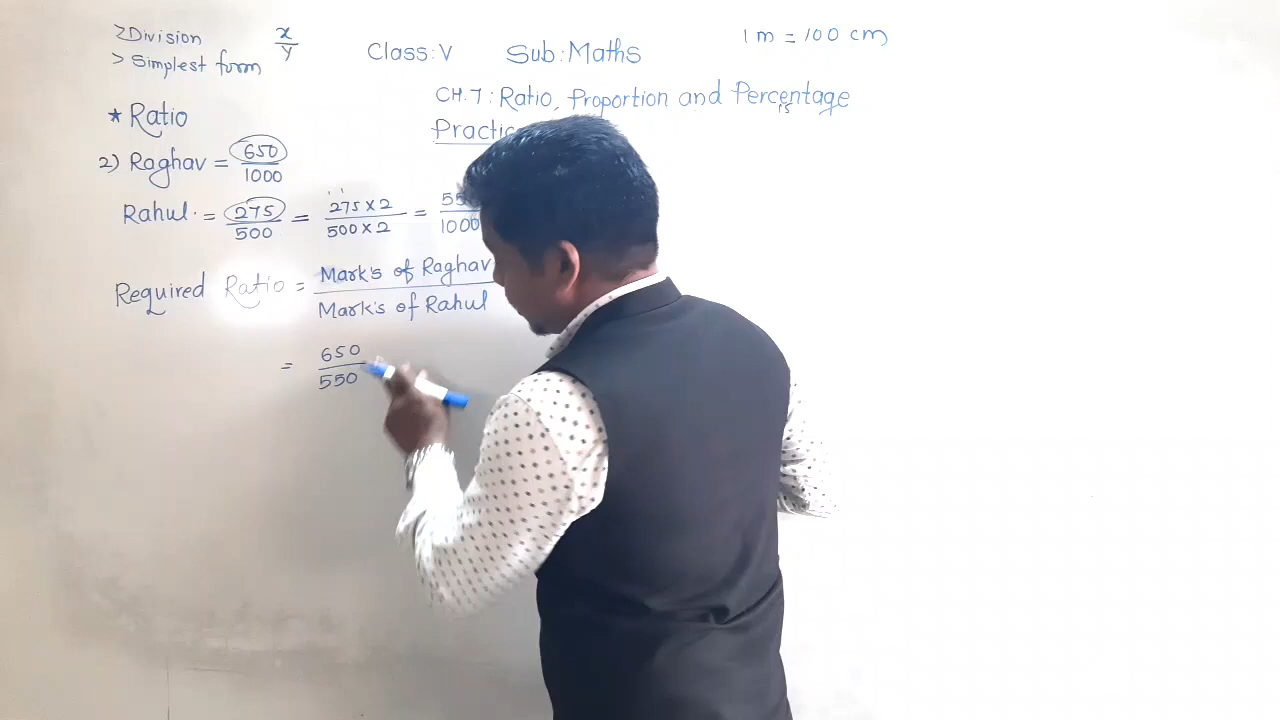 >Division
>Simplest form
x/y
Class: V Sub: Maths
1 m = 100 cm
CH. 7: Ratio, Proportion and Percentage
★ Ratio
2) Raghav = 650/1000
Rahul. = 275/500 = 275 x 2/500 x 2 = 1000
Required Ratio = Mark's of Raghav/Mark's of Rahul
= 650/550